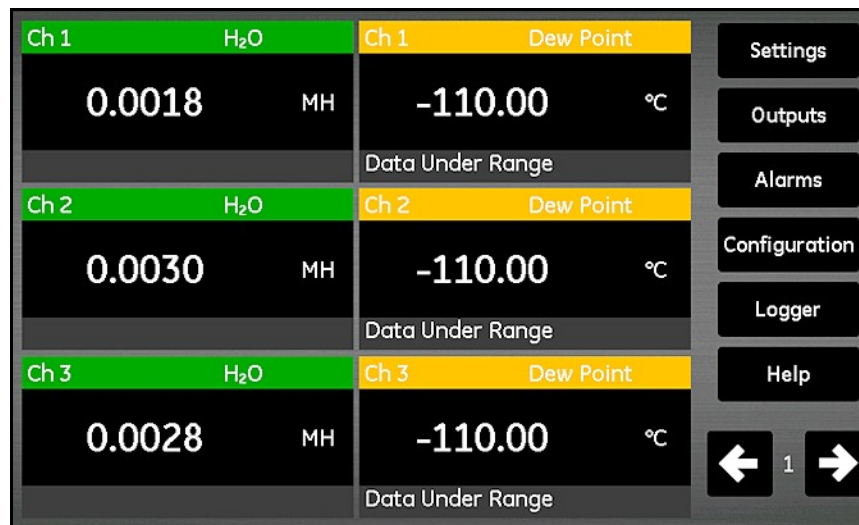 Ch 1 H₂O
0.0018 MH
Ch 1 Dew Point
-110.00 °C
Data Under Range
Ch 2 H₂O
0.0030 MH
Ch 2 Dew Point
-110.00 °C
Data Under Range
Ch 3 H₂O
0.0028 MH
Ch 3 Dew Point
-110.00 °C
Data Under Range
Settings
Outputs
Alarms
Configuration
Logger
Help
1